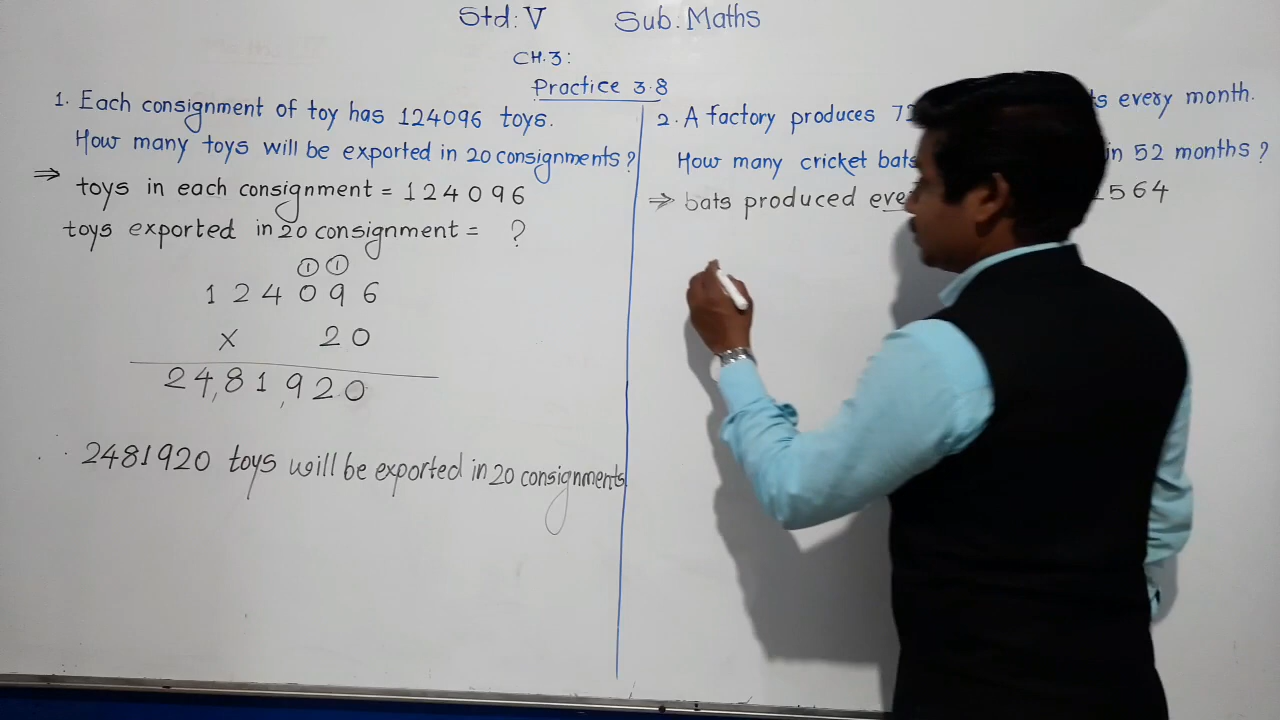 Std: V Sub. Maths
CH.3:
Practice 3.8
1. Each consignment of toy has 124096 toys.
How many toys will be exported in 20 consignments?
⇒ toys in each consignment = 124096
toys exported in 20 consignment = ?
1 1
124096
× 20
24,81,920
∴ 2481920 toys will be exported in 20 consignments
2. A factory produces every month.
How many cricket bats in 52 months?
⇒ bats produced 564